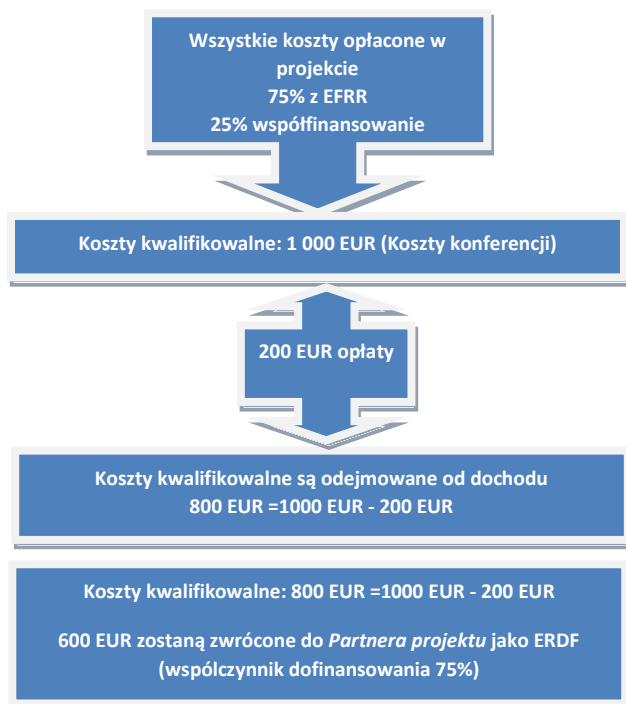 Wszystkie koszty opłacone w
projekcie
75% z EFRR
25% współfinansowanie
Koszty kwalifikowalne: 1 000 EUR (Koszty konferencji)
200 EUR opłaty
Koszty kwalifikowalne są odejmowane od dochodu
800 EUR =1000 EUR - 200 EUR
Koszty kwalifikowalne: 800 EUR =1000 EUR - 200 EUR
600 EUR zostaną zwrócone do Partnera projektu jako ERDF
(wspólczynnik dofinansowania 75%)